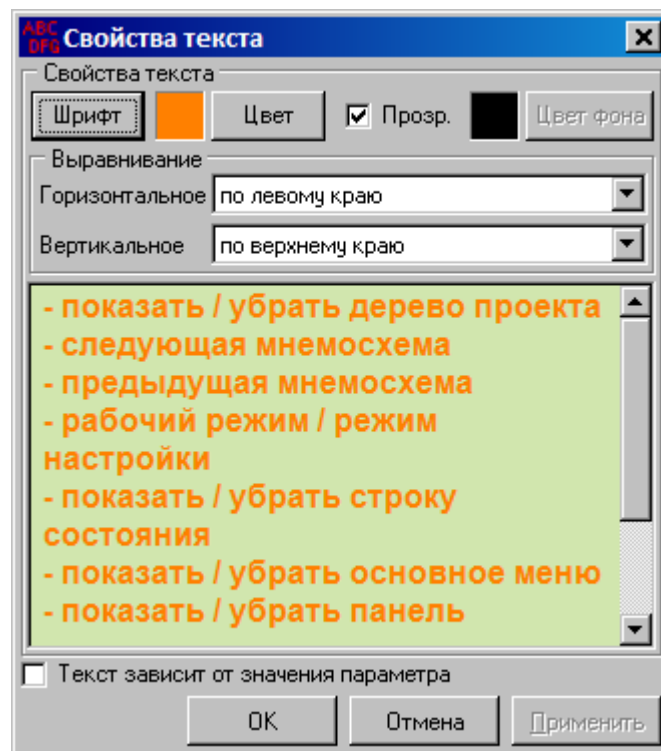 ABC
DFG
Свойства текста
Свойства текста
Шрифт Цвет Прозр. Цвет фона
Выравнивание
Горизонтальное по левому краю
Вертикальное по верхнему краю
- показать / убрать дерево проекта
- следующая мнемосхема
- предыдущая мнемосхема
- рабочий режим / режим
настройки
- показать / убрать строку
состояния
- показать / убрать основное меню
- показать / убрать панель
Текст зависит от значения параметра
OK Отмена Применить